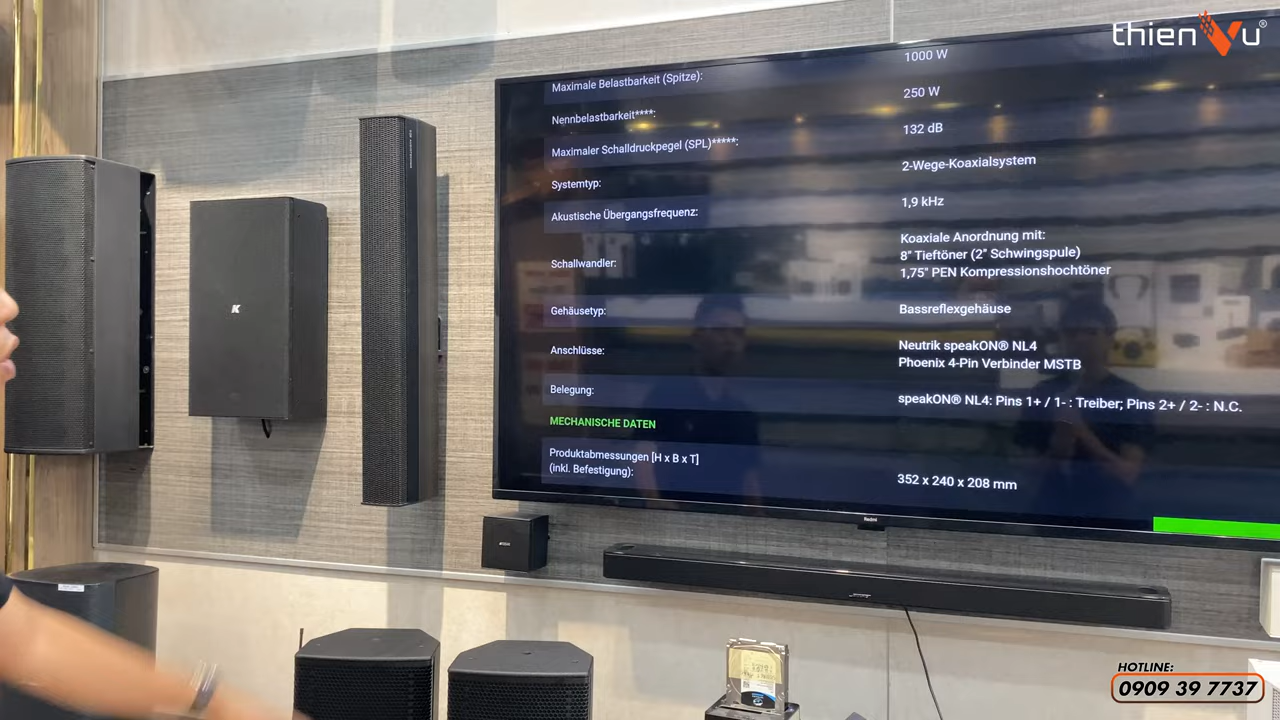 thienVu®
1000 W
Maximale Belastbarkeit (Spitze):
250 W
Nennbelastbarkeit****:
132 dB
Maximaler Schalldruckpegel (SPL)*****:
2-Wege-Koaxialsystem
Systemtyp:
1,9 kHz
Akustische Übergangsfrequenz:
Koaxiale Anordnung mit:
8" Tieftöner (2" Schwingspule)
1,75" PEN Kompressionshochtöner
Schallwandler:
Gehäusetyp:
Bassreflexgehäuse
Anschlüsse:
Neutrik speakON® NL4
Phoenix 4-Pin Verbinder MSTB
Belegung:
speakON® NL4: Pins 1+ / 1- : Treiber; Pins 2+ / 2- : N.C.
MECHANISCHE DATEN
Produktabmessungen [H x B x T]
(inkl. Befestigung):
352 x 240 x 208 mm
Redmi
K
HOTLINE:
0909 39 7737